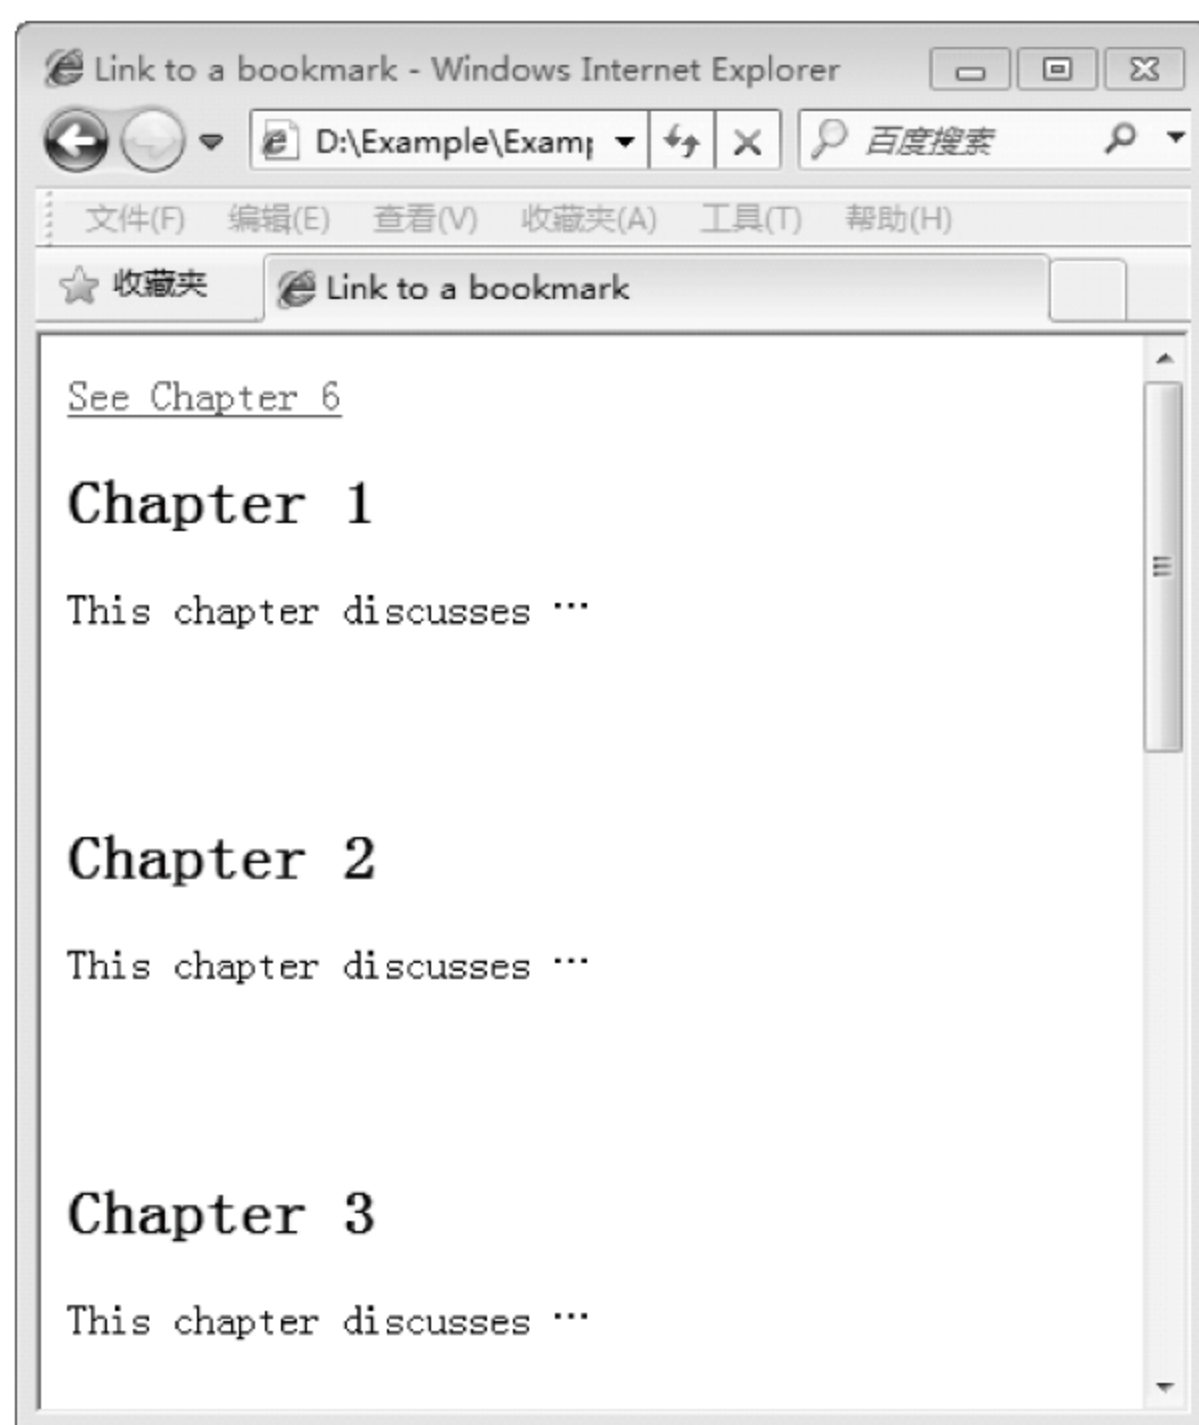 Link to a bookmark - Windows Internet Explorer
D:\Example\Examp 百度搜索
文件(F) 编辑(E) 查看(V) 收藏夹(A) 工具(T) 帮助(H)
收藏夹 Link to a bookmark
See Chapter 6
Chapter 1
This chapter discusses …
Chapter 2
This chapter discusses …
Chapter 3
This chapter discusses …